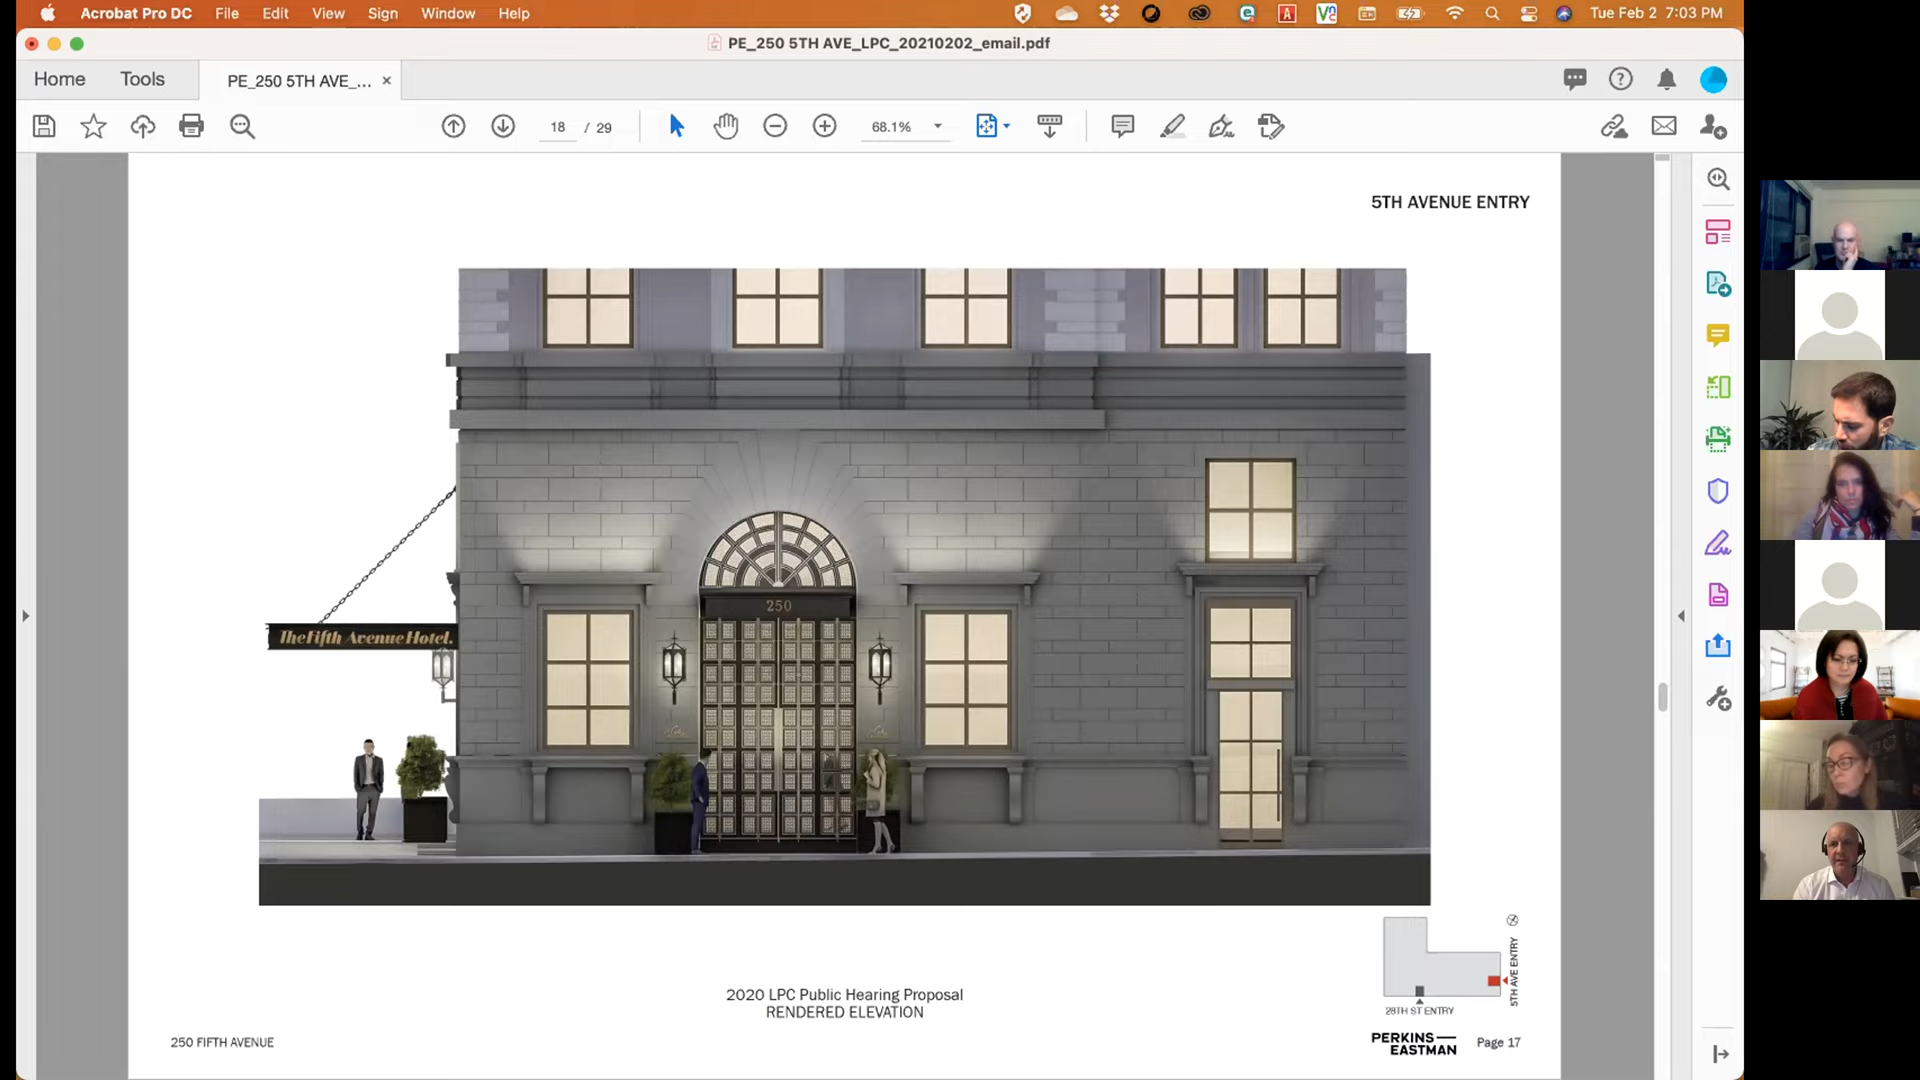 Acrobat Pro DC File Edit View Sign Window Help Tue Feb 2 7:03 PM
PE_250 5TH AVE_LPC_20210202_email.pdf
Home Tools PE_250 5TH AVE_...
18 / 29 68.1%
5TH AVENUE ENTRY
250
The Fifth Avenue Hotel.
5TH AVE ENTRY
28TH ST ENTRY
2020 LPC Public Hearing Proposal
RENDERED ELEVATION
250 FIFTH AVENUE
PERKINS—
EASTMAN
Page 17